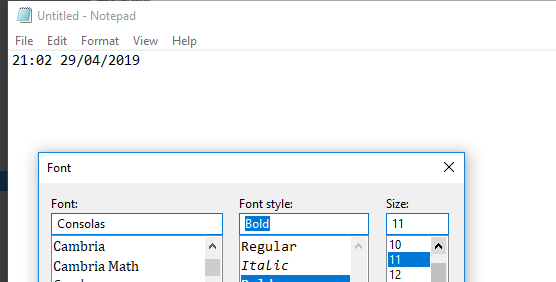 Untitled - Notepad
File Edit Format View Help
21:02 29/04/2019
Font
Font: Font style: Size:
Consolas Bold 11
Cambria Regular 10
Cambria Math Italic 11
12